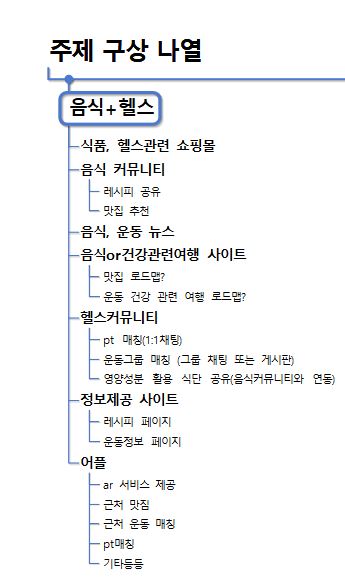 주제 구상 나열
음식+헬스
식품, 헬스관련 쇼핑몰
음식 커뮤니티
레시피 공유
맛집 추천
음식, 운동 뉴스
음식or건강관련여행 사이트
맛집 로드맵?
운동 건강 관련 여행 로드맵?
헬스커뮤니티
pt 매칭(1:1채팅)
운동그룹 매칭 (그룹 채팅 또는 게시판)
영양성분 활용 식단 공유(음식커뮤니티와 연동)
정보제공 사이트
레시피 페이지
운동정보 페이지
어플
ar 서비스 제공
근처 맛짐
근처 운동 매칭
pt매칭
기타등등